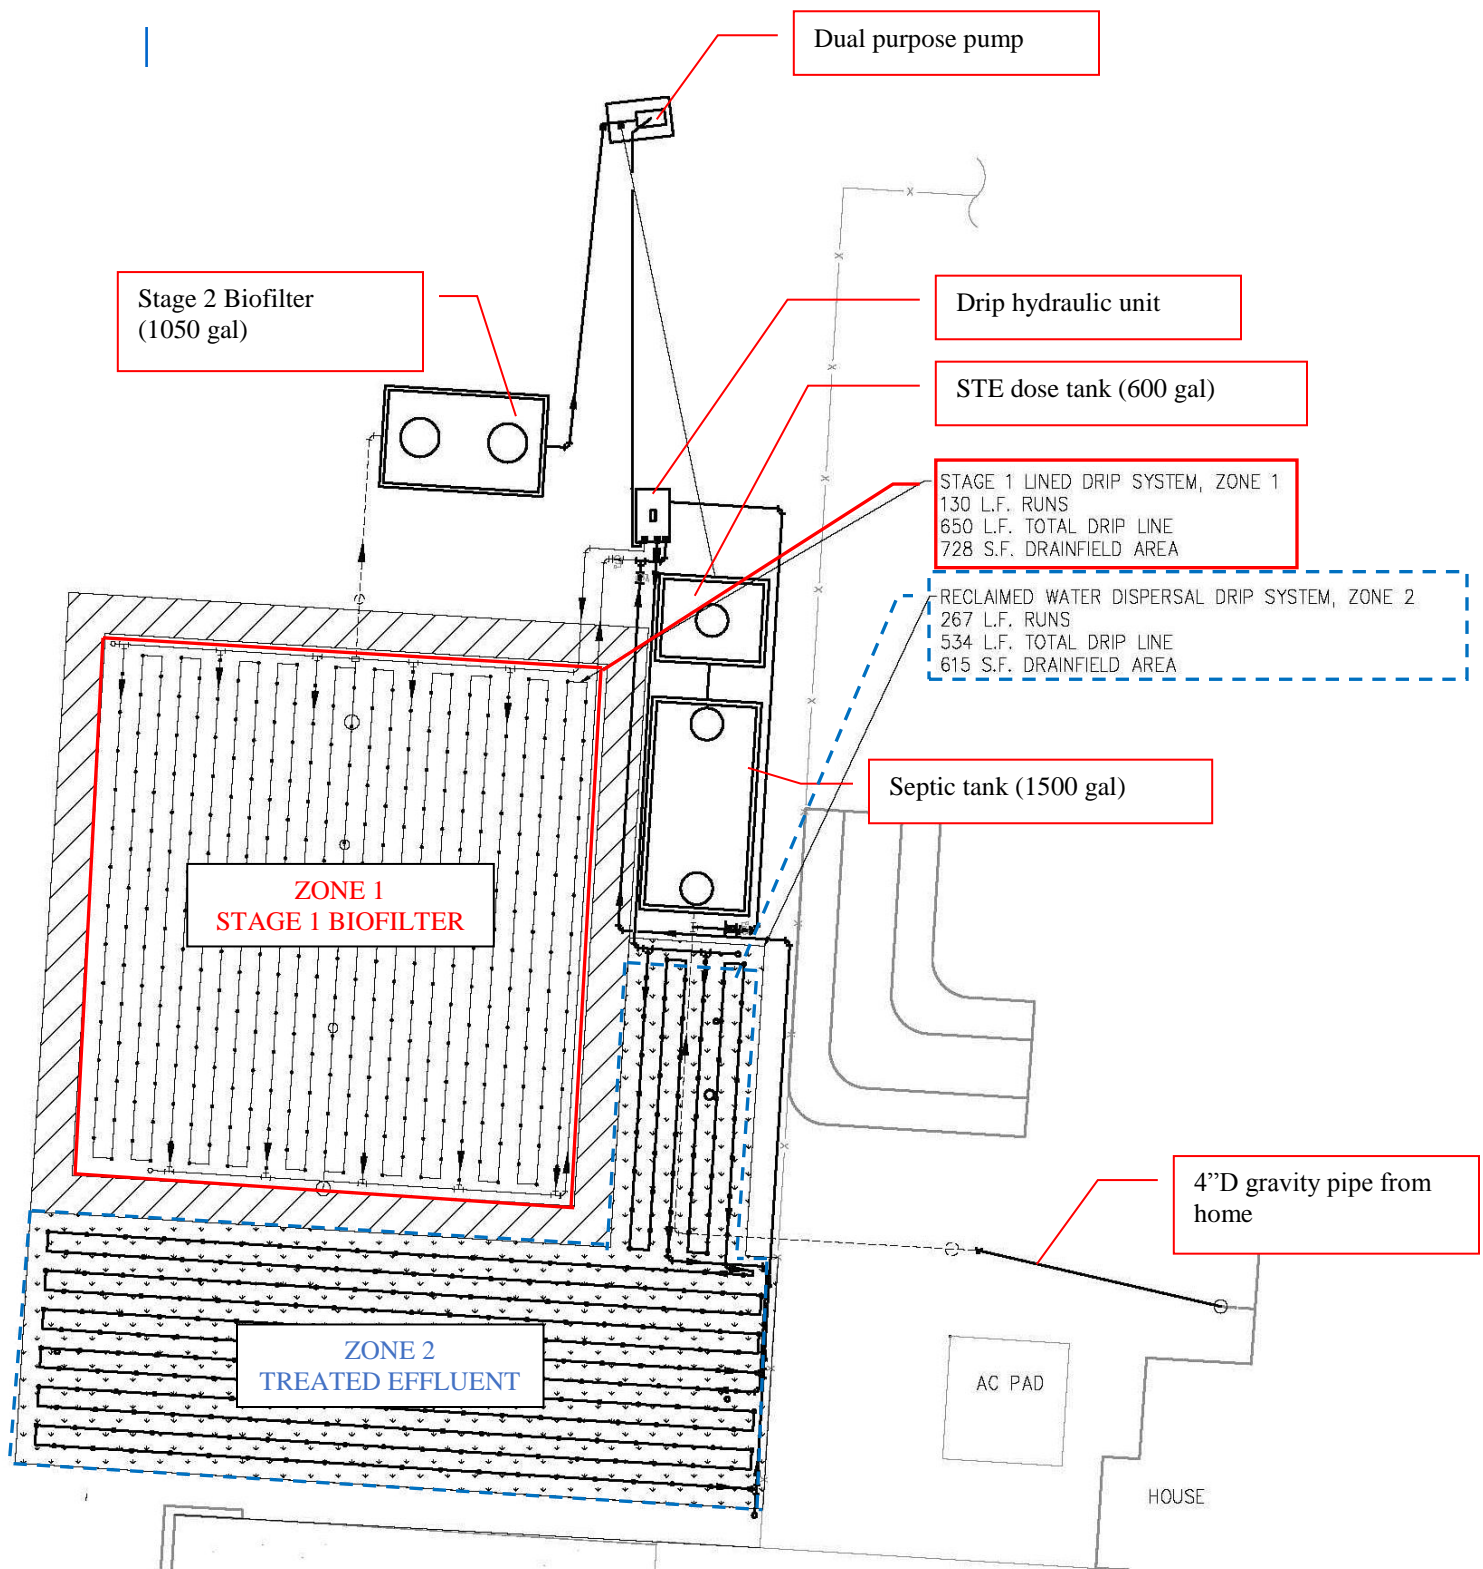 Dual purpose pump
Stage 2 Biofilter
(1050 gal)
Drip hydraulic unit
STE dose tank (600 gal)
STAGE 1 LINED DRIP SYSTEM, ZONE 1
130 L.F. RUNS
650 L.F. TOTAL DRIP LINE
728 S.F. DRAINFIELD AREA
RECLAIMED WATER DISPERSAL DRIP SYSTEM, ZONE 2
267 L.F. RUNS
534 L.F. TOTAL DRIP LINE
615 S.F. DRAINFIELD AREA
Septic tank (1500 gal)
ZONE 1
STAGE 1 BIOFILTER
4”D gravity pipe from
home
ZONE 2
TREATED EFFLUENT
AC PAD
HOUSE